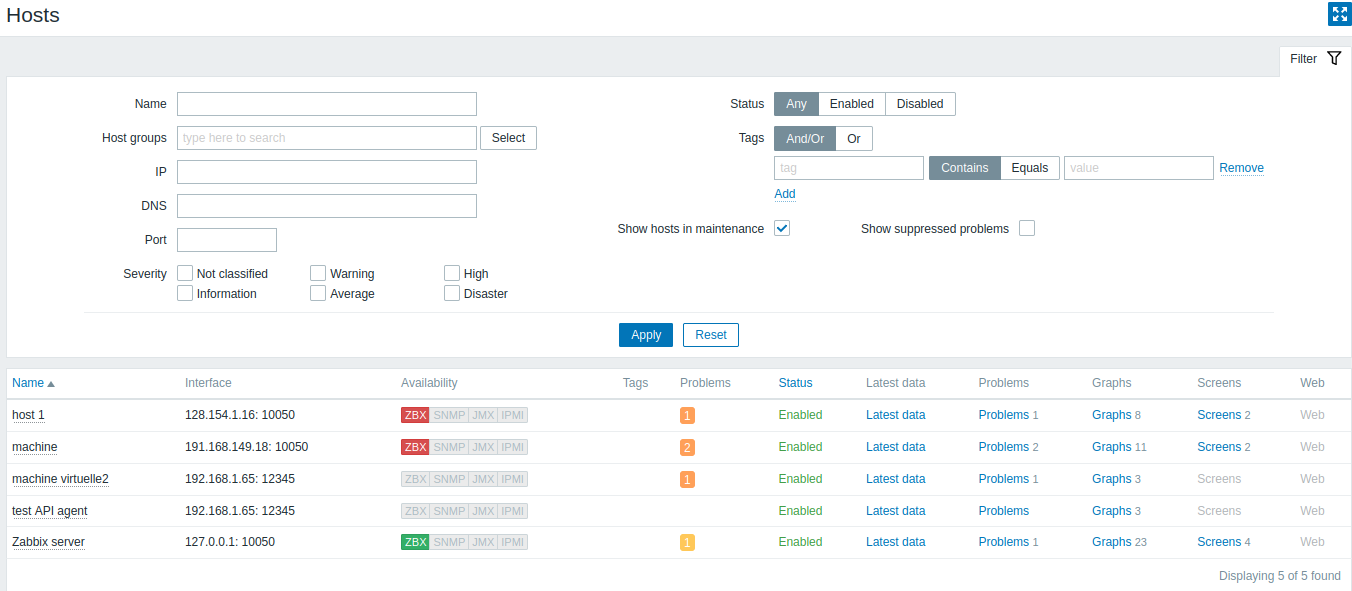 Hosts
Filter
Name
Status Any Enabled Disabled
Host groups type here to search Select
Tags And/Or Or
IP
tag Contains Equals value Remove
DNS
Add
Port
Show hosts in maintenance Show suppressed problems
Severity Not classified Warning High
Information Average Disaster
Apply Reset
Name Interface Availability Tags Problems Status Latest data Problems Graphs Screens Web
host 1 128.154.1.16: 10050 ZBX SNMP JMX IPMI 1 Enabled Latest data Problems 1 Graphs 8 Screens 2 Web
machine 191.168.149.18: 10050 ZBX SNMP JMX IPMI 2 Enabled Latest data Problems 2 Graphs 11 Screens 2 Web
machine virtuelle2 192.168.1.65: 12345 ZBX SNMP JMX IPMI 1 Enabled Latest data Problems 1 Graphs 3 Screens Web
test API agent 192.168.1.65: 12345 ZBX SNMP JMX IPMI Enabled Latest data Problems Graphs 3 Screens Web
Zabbix server 127.0.0.1: 10050 ZBX SNMP JMX IPMI 1 Enabled Latest data Problems 1 Graphs 23 Screens 4 Web
Displaying 5 of 5 found